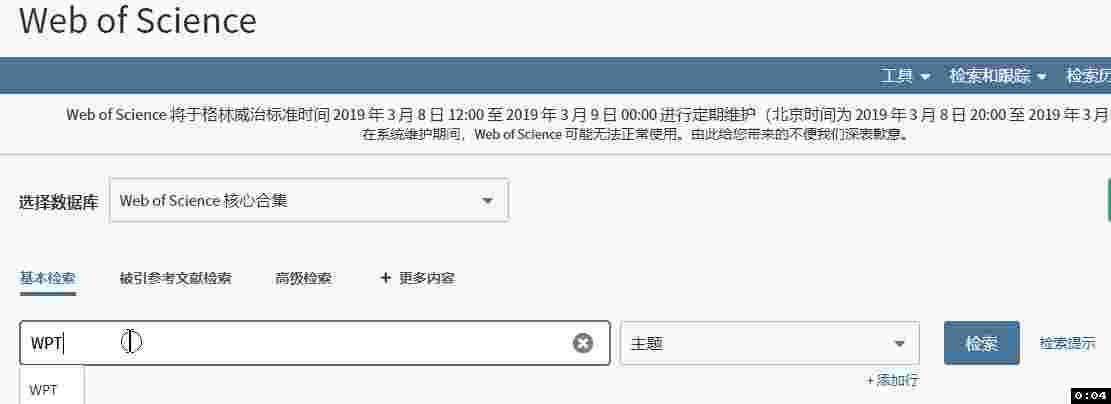 Web of Science
工具 检索和跟踪 检索历
Web of Science 将于格林威治标准时间 2019 年 3 月 8 日 12:00 至 2019 年 3 月 9 日 00:00 进行定期维护（北京时间为 2019 年 3 月 8 日 20:00 至 2019 年 3 月
在系统维护期间，Web of Science 可能无法正常使用。由此给您带来的不便我们深表歉意。
选择数据库 Web of Science 核心合集
基本检索 被引参考文献检索 高级检索 + 更多内容
WPT 主题 检索 检索提示
WPT + 添加行
0:04